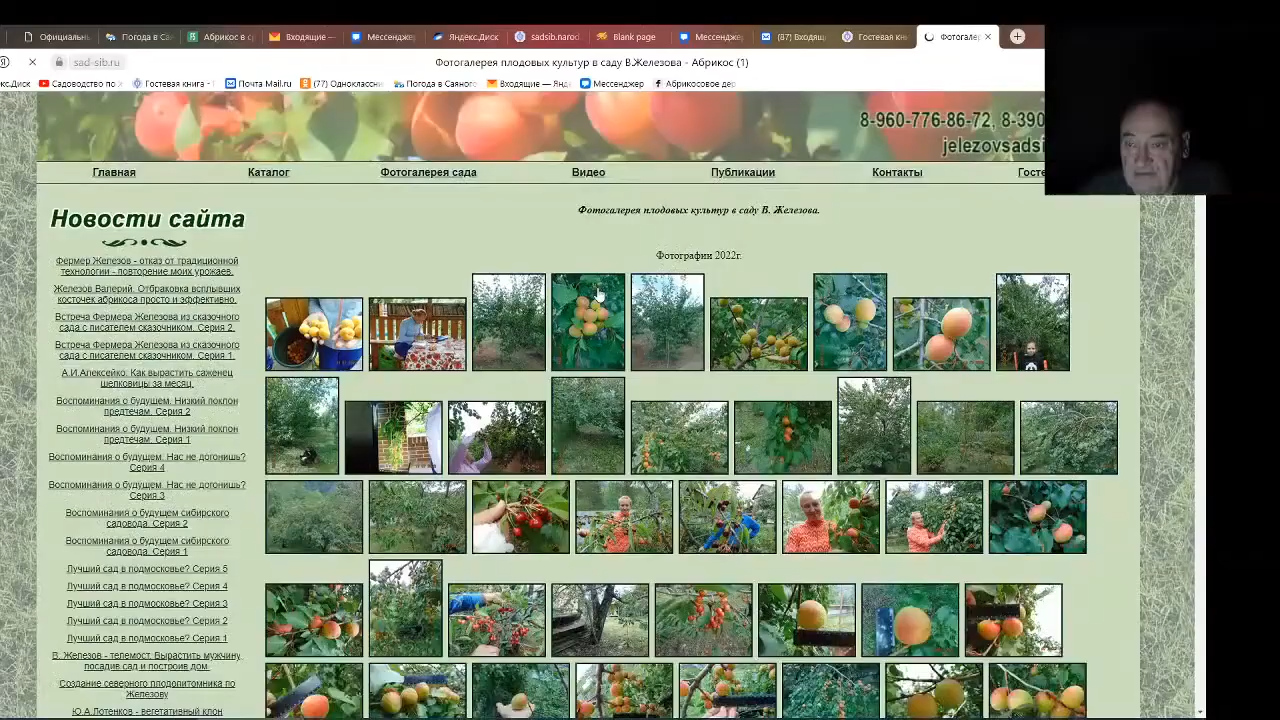 Официальн
Погода в Са
Абрикос в с
Входящие —
Мессендже
Яндекс.Диск
sadsib.narod
Blank page
Мессендже
(87) Входящ
Гостевая кн
Фотогале
sad-sib.ru
Фотогалерея плодовых культур в саду В.Железова - Абрикос (1)
кс.Диск
Садоводство по
Гостевая книга -
Почта Mail.ru
(77) Одноклассн
Погода в Саяного
Входящие — Янд
Мессенджер
Абрикосовое дер
8-960-776-86-72, 8-390
jelezovsadsi
Главная
Каталог
Фотогалерея сада
Видео
Публикации
Контакты
Госте
Новости сайта
Фермер Железов - отказ от традиционной
технологии - повторение моих урожаев.
Железов Валерий. Отбраковка всплывших
косточек абрикоса просто и эффективно.
Встреча Фермера Железова из сказочного
сада с писателем сказочником. Серия 2.
Встреча Фермера Железова из сказочного
сада с писателем сказочником. Серия 1.
А.И.Алексейко: Как вырастить саженец
шелковицы за месяц.
Воспоминания о будущем. Низкий поклон
предтечам. Серия 2
Воспоминания о будущем. Низкий поклон
предтечам. Серия 1
Воспоминания о будущем. Нас не догонишь?
Серия 4
Воспоминания о будущем. Нас не догонишь?
Серия 3
Воспоминания о будущем сибирского
садовода. Серия 2
Воспоминания о будущем сибирского
садовода. Серия 1
Лучший сад в подмосковье? Серия 5
Лучший сад в подмосковье? Серия 4
Лучший сад в подмосковье? Серия 3
Лучший сад в подмосковье? Серия 2
Лучший сад в подмосковье? Серия 1
В. Железов - телемост. Вырастить мужчину,
посадив сад и построив дом.
Создание северного плодопитомника по
Железову
Ю.А.Лотенков - вегетативный клон
Фотогалерея плодовых культур в саду В. Железова.
Фотографии 2022г.